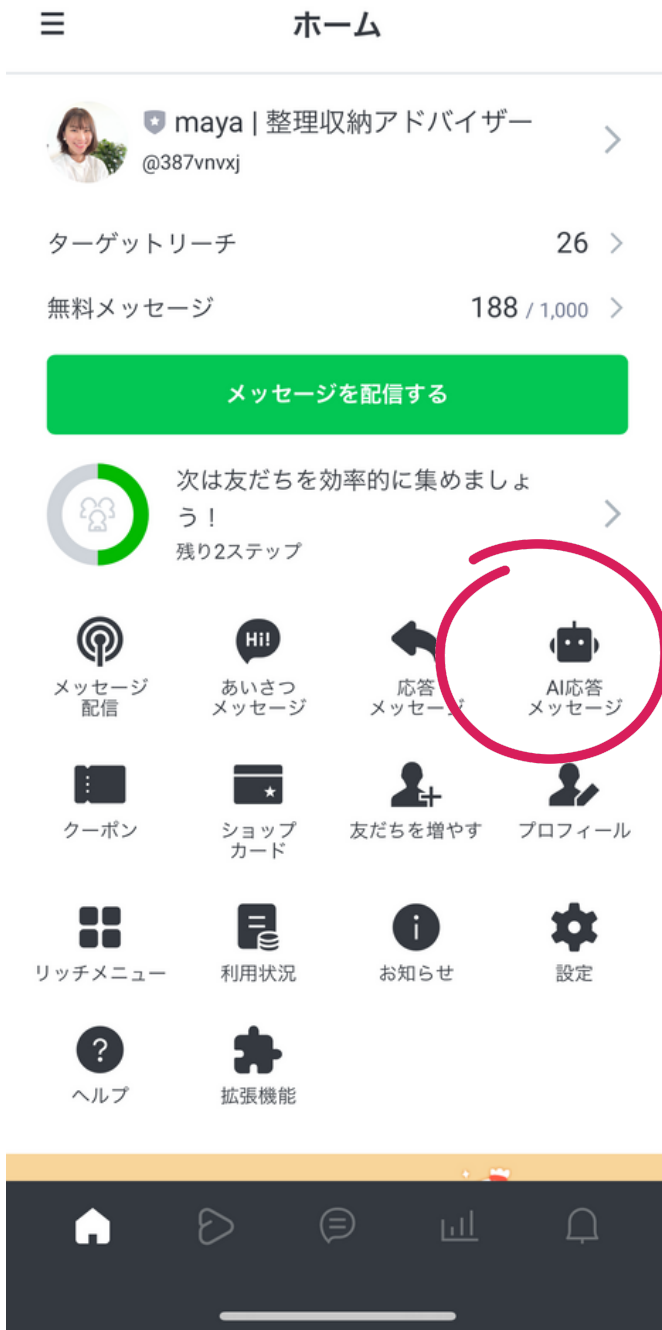 ホーム
maya | 整理収納アドバイザー
@387vnvxj
ターゲットリーチ 26
無料メッセージ 188 / 1,000
メッセージを配信する
次は友だちを効率的に集めましょ
う！
残り2ステップ
Hi!
メッセージ
配信
あいさつ
メッセージ
応答
メッセージ
AI応答
メッセージ
クーポン
ショップ
カード
友だちを増やす
プロフィール
リッチメニュー
利用状況
お知らせ
設定
ヘルプ
拡張機能